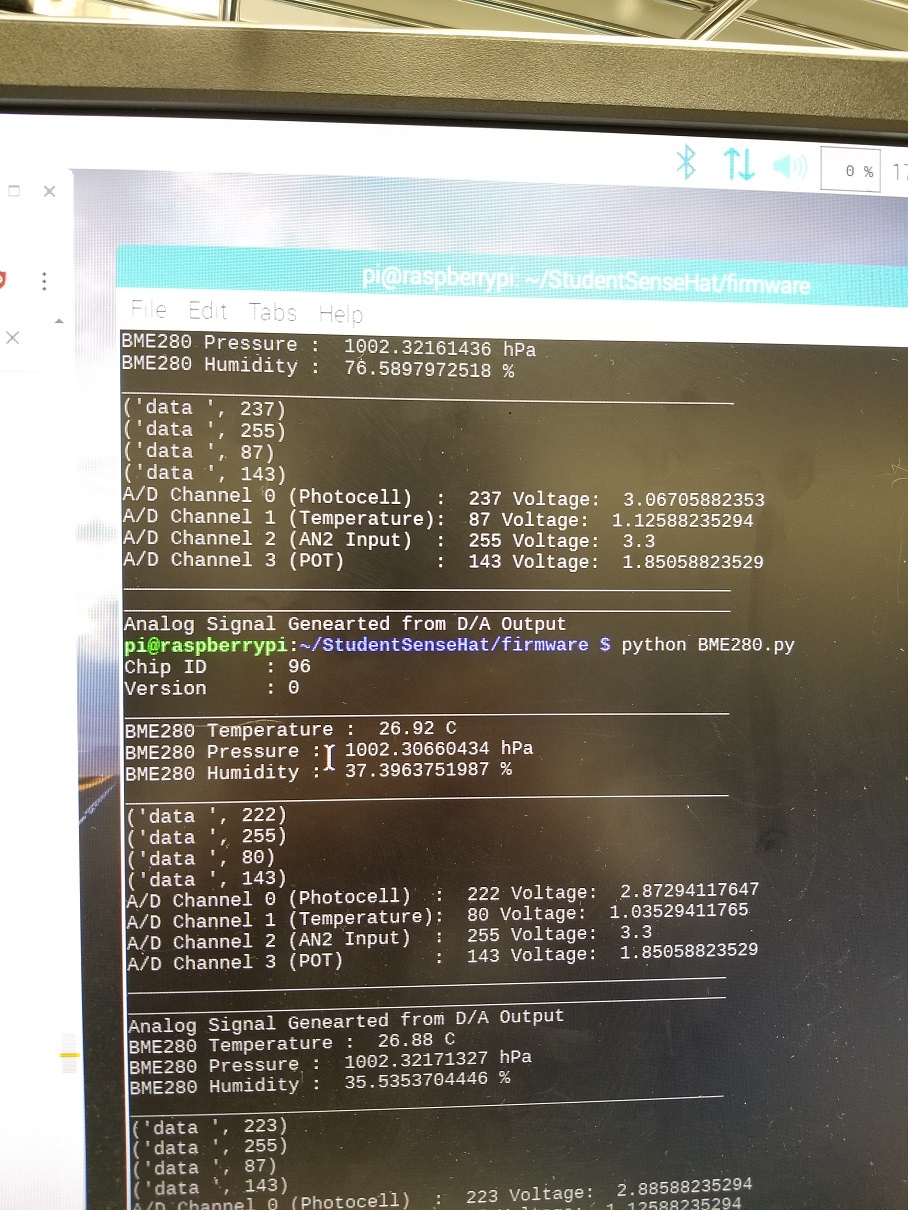 0 %
17
pi@raspberrypi: ~/StudentSenseHat/firmware
File Edit Tabs Help
BME280 Pressure : 1002.32161436 hPa
BME280 Humidity : 76.5897972518 %
('data ', 237)
('data ', 255)
('data ', 87)
('data ', 143)
A/D Channel 0 (Photocell) : 237 Voltage: 3.06705882353
A/D Channel 1 (Temperature): 87 Voltage: 1.12588235294
A/D Channel 2 (AN2 Input) : 255 Voltage: 3.3
A/D Channel 3 (POT) : 143 Voltage: 1.85058823529
Analog Signal Genearted from D/A Output
pi@raspberrypi:~/StudentSenseHat/firmware $ python BME280.py
Chip ID : 96
Version : 0
BME280 Temperature : 26.92 C
BME280 Pressure : 1002.30660434 hPa
BME280 Humidity : 37.3963751987 %
('data ', 222)
('data ', 255)
('data ', 80)
('data ', 143)
A/D Channel 0 (Photocell) : 222 Voltage: 2.87294117647
A/D Channel 1 (Temperature): 80 Voltage: 1.03529411765
A/D Channel 2 (AN2 Input) : 255 Voltage: 3.3
A/D Channel 3 (POT) : 143 Voltage: 1.85058823529
Analog Signal Genearted from D/A Output
BME280 Temperature : 26.88 C
BME280 Pressure : 1002.32171327 hPa
BME280 Humidity : 35.5353704446 %
('data ', 223)
('data ', 255)
('data ', 87)
('data ', 143)
A/D Channel 0 (Photocell) : 223 Voltage: 2.88588235294
1.12588235294